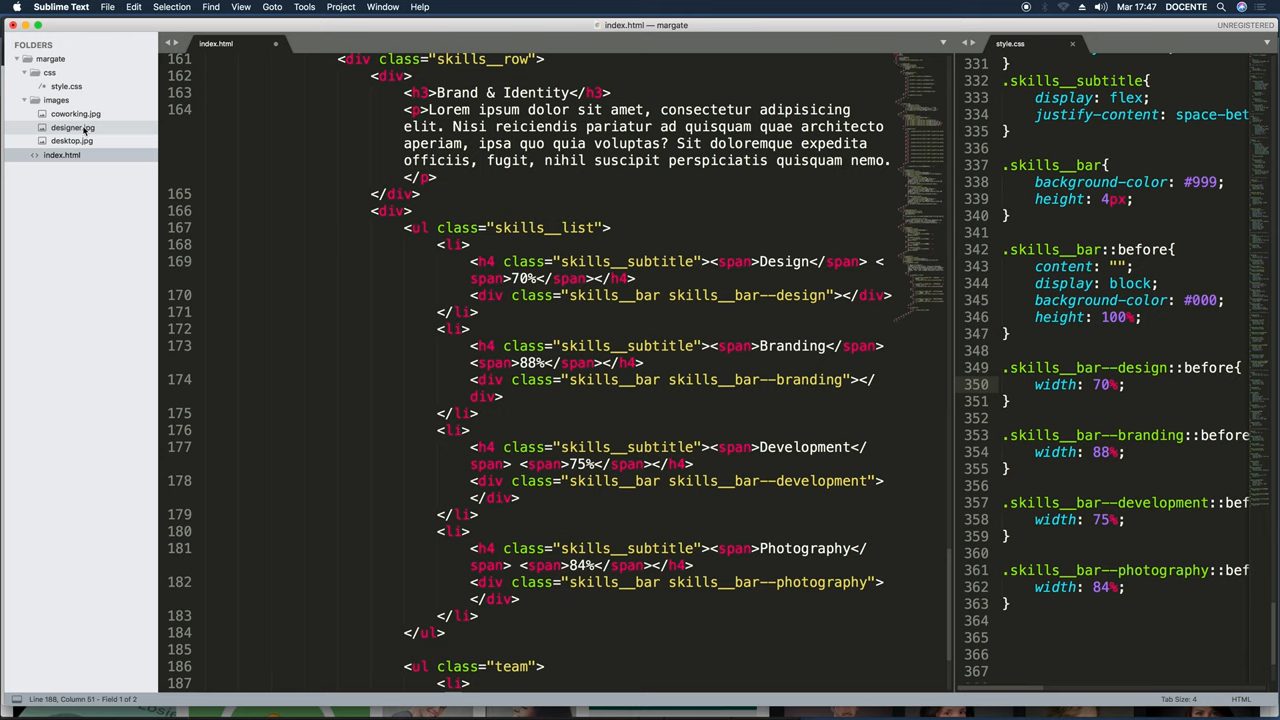 Sublime Text File Edit Selection Find View Goto Tools Project Window Help Mar 17:47 DOCENTE
index.html — margate UNREGISTERED
FOLDERS
margate
css
style.css
images
coworking.jpg
designer.jpg
desktop.jpg
index.html
index.html
161 <div class="skills__row">
162 <div>
163 <h3>Brand & Identity</h3>
164 <p>Lorem ipsum dolor sit amet, consectetur adipisicing
elit. Nisi reiciendis pariatur ad quisquam quae architecto
aperiam, ipsa quo quia voluptas? Sit doloremque expedita
officiis, fugit, nihil suscipit perspiciatis quisquam nemo.
</p>
165 </div>
166 <div>
167 <ul class="skills__list">
168 <li>
169 <h4 class="skills__subtitle"><span>Design</span> <
span>70%</span></h4>
170 <div class="skills__bar skills__bar--design"></div>
171 </li>
172 <li>
173 <h4 class="skills__subtitle"><span>Branding</span>
<span>88%</span></h4>
174 <div class="skills__bar skills__bar--branding"></
div>
175 </li>
176 <li>
177 <h4 class="skills__subtitle"><span>Development</
span> <span>75%</span></h4>
178 <div class="skills__bar skills__bar--development">
</div>
179 </li>
180 <li>
181 <h4 class="skills__subtitle"><span>Photography</
span> <span>84%</span></h4>
182 <div class="skills__bar skills__bar--photography">
</div>
183 </li>
184 </ul>
185
186 <ul class="team">
187 <li>
style.css
331 }
332 .skills__subtitle{
333 display: flex;
334 justify-content: space-bet
335 }
336
337 .skills__bar{
338 background-color: #999;
339 height: 4px;
340 }
341
342 .skills__bar::before{
343 content: "";
344 display: block;
345 background-color: #000;
346 height: 100%;
347 }
348
349 .skills__bar--design::before{
350 width: 70%;
351 }
352
353 .skills__bar--branding::before
354 width: 88%;
355 }
356
357 .skills__bar--development::bef
358 width: 75%;
359 }
360
361 .skills__bar--photography::bef
362 width: 84%;
363 }
364
365
366
367
Line 188, Column 51 - Field 1 of 2 Tab Size: 4 HTML